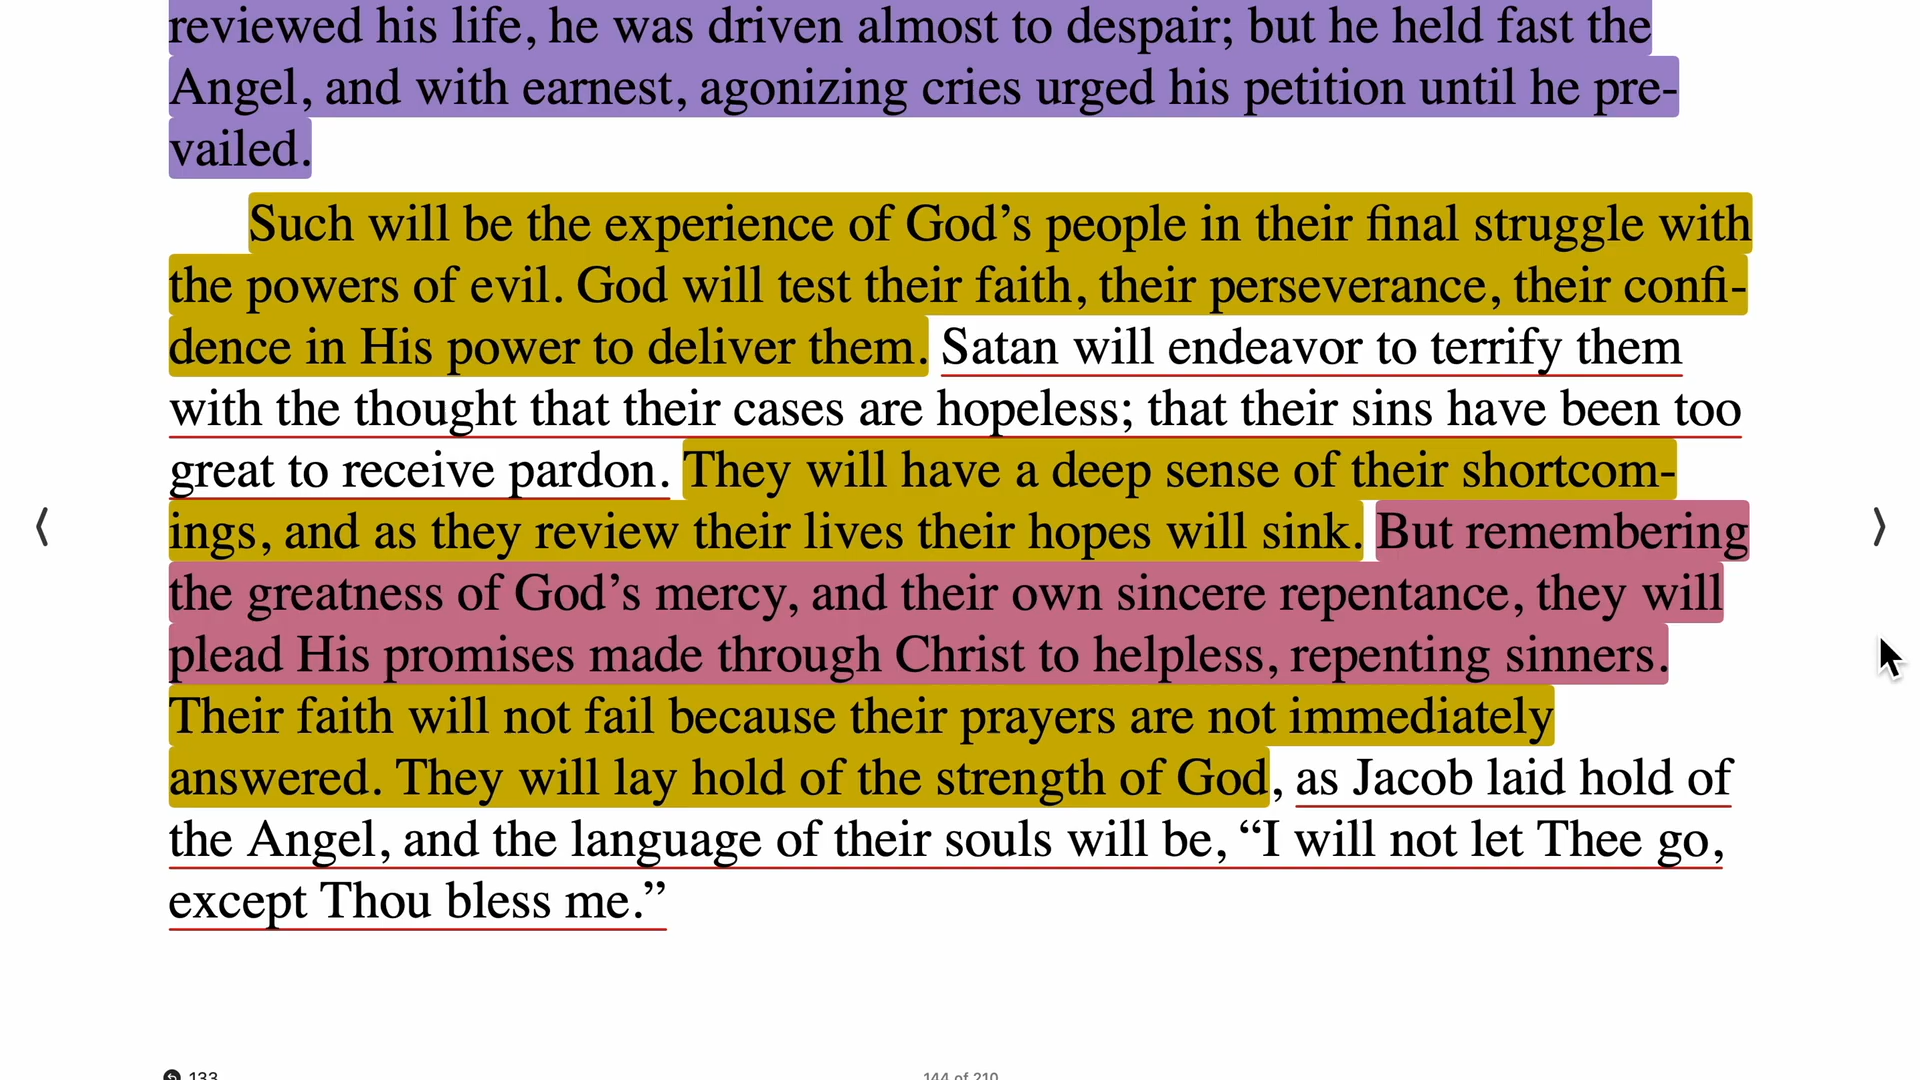 reviewed his life, he was driven almost to despair; but he held fast the
Angel, and with earnest, agonizing cries urged his petition until he pre-
vailed.
Such will be the experience of God’s people in their final struggle with
the powers of evil. God will test their faith, their perseverance, their confi-
dence in His power to deliver them. Satan will endeavor to terrify them
with the thought that their cases are hopeless; that their sins have been too
great to receive pardon. They will have a deep sense of their shortcom-
ings, and as they review their lives their hopes will sink. But remembering
the greatness of God’s mercy, and their own sincere repentance, they will
plead His promises made through Christ to helpless, repenting sinners.
Their faith will not fail because their prayers are not immediately
answered. They will lay hold of the strength of God, as Jacob laid hold of
the Angel, and the language of their souls will be, “I will not let Thee go,
except Thou bless me.”
133
144 of 210